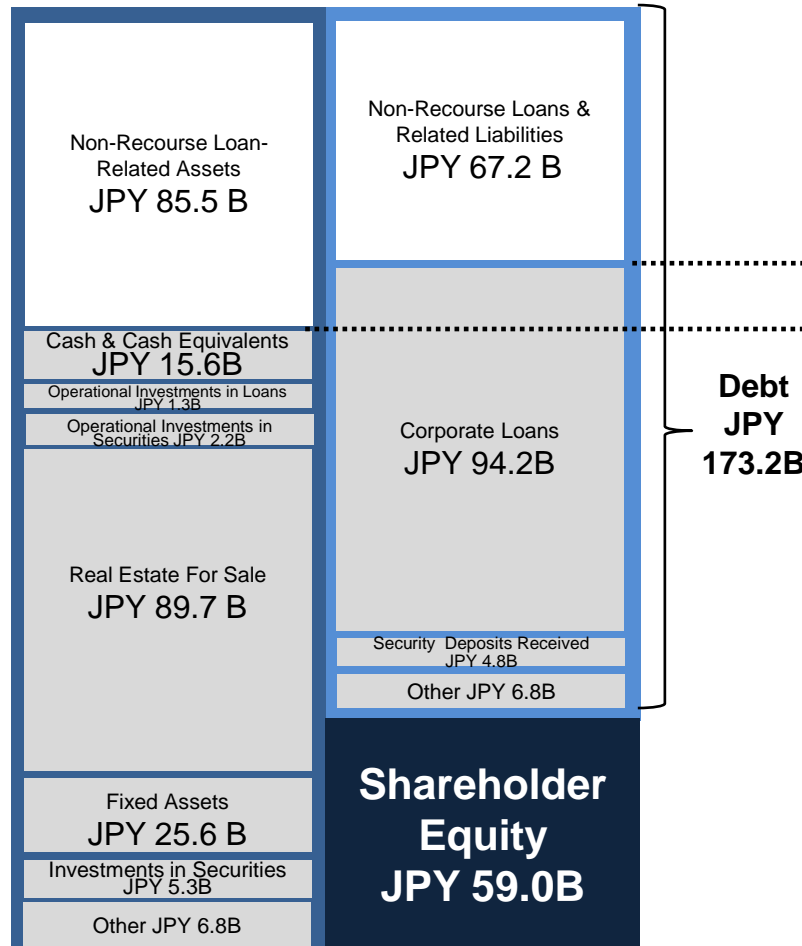 Non-Recourse Loan-
Related Assets
JPY 85.5 B
Cash & Cash Equivalents
JPY 15.6B
Operational Investments in Loans
JPY 1.3B
Operational Investments in
Securities JPY 2.2B
Real Estate For Sale
JPY 89.7 B
Fixed Assets
JPY 25.6 B
Investments in Securities
JPY 5.3B
Other JPY 6.8B
Non-Recourse Loans &
Related Liabilities
JPY 67.2 B
Corporate Loans
JPY 94.2B
Security Deposits Received
JPY 4.8B
Other JPY 6.8B
Shareholder
Equity
JPY 59.0B
Debt
JPY
173.2B